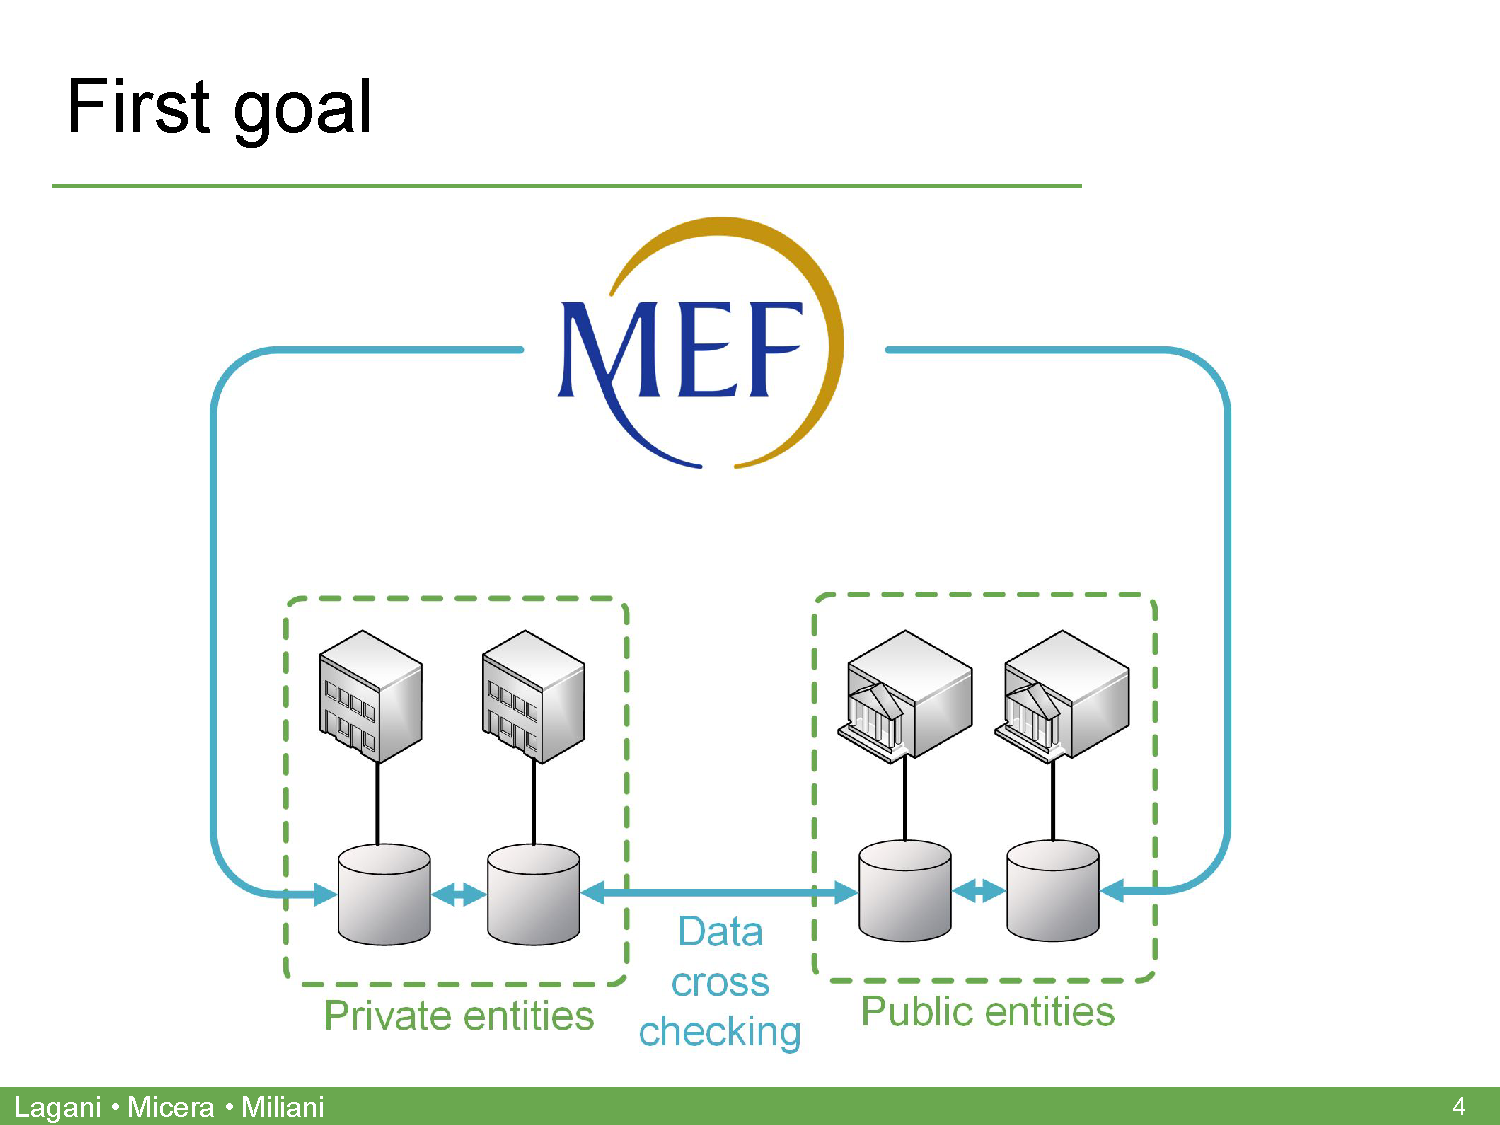 First goal
MEF
Data
cross
checking
Private entities
Public entities
Lagani • Micera • Miliani
4